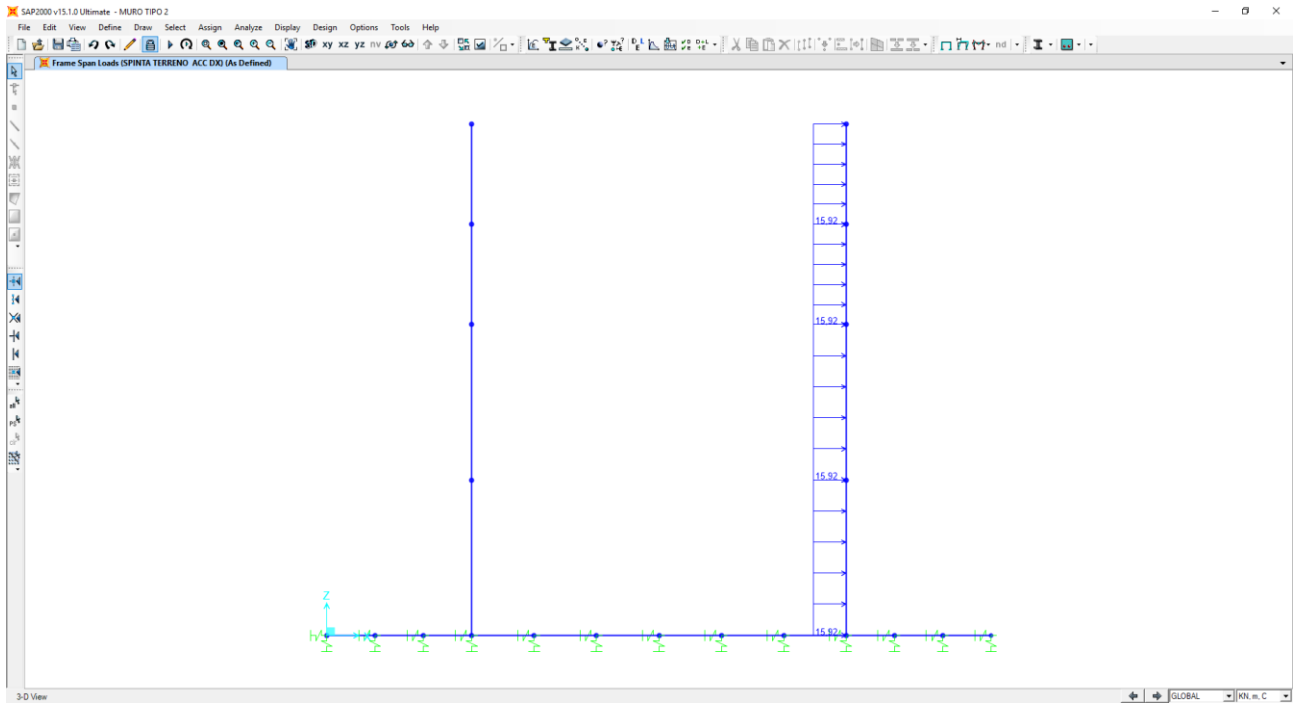 SAP2000 v15.1.0 Ultimate - MURO TIPO 2
File Edit View Define Draw Select Assign Analyze Display Design Options Tools Help
xy xz yz nv nd
Frame Span Loads (SPINTA TERRENO ACC DX) (As Defined)
15.92
15.92
15.92
Z
15.92
3-D View GLOBAL KN, m, C